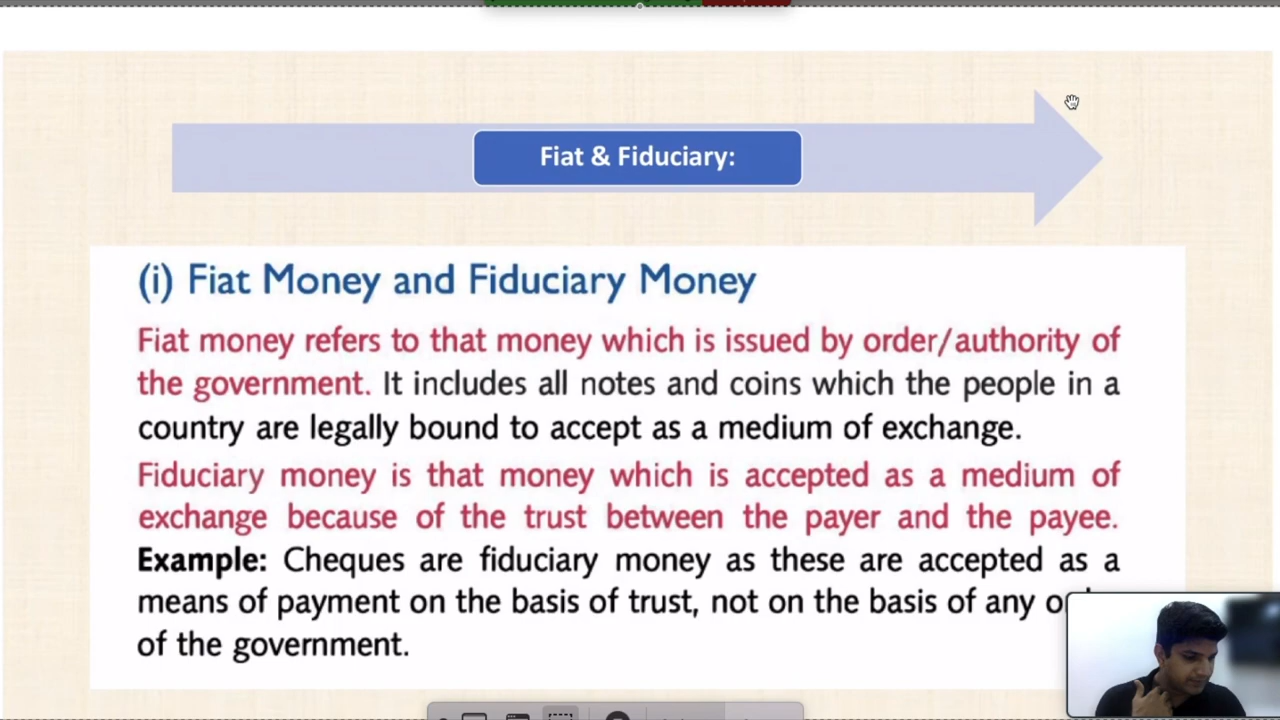 Fiat & Fiduciary:
(i) Fiat Money and Fiduciary Money
Fiat money refers to that money which is issued by order/authority of
the government. It includes all notes and coins which the people in a
country are legally bound to accept as a medium of exchange.
Fiduciary money is that money which is accepted as a medium of
exchange because of the trust between the payer and the payee.
Example: Cheques are fiduciary money as these are accepted as a
means of payment on the basis of trust, not on the basis of any
of the government.